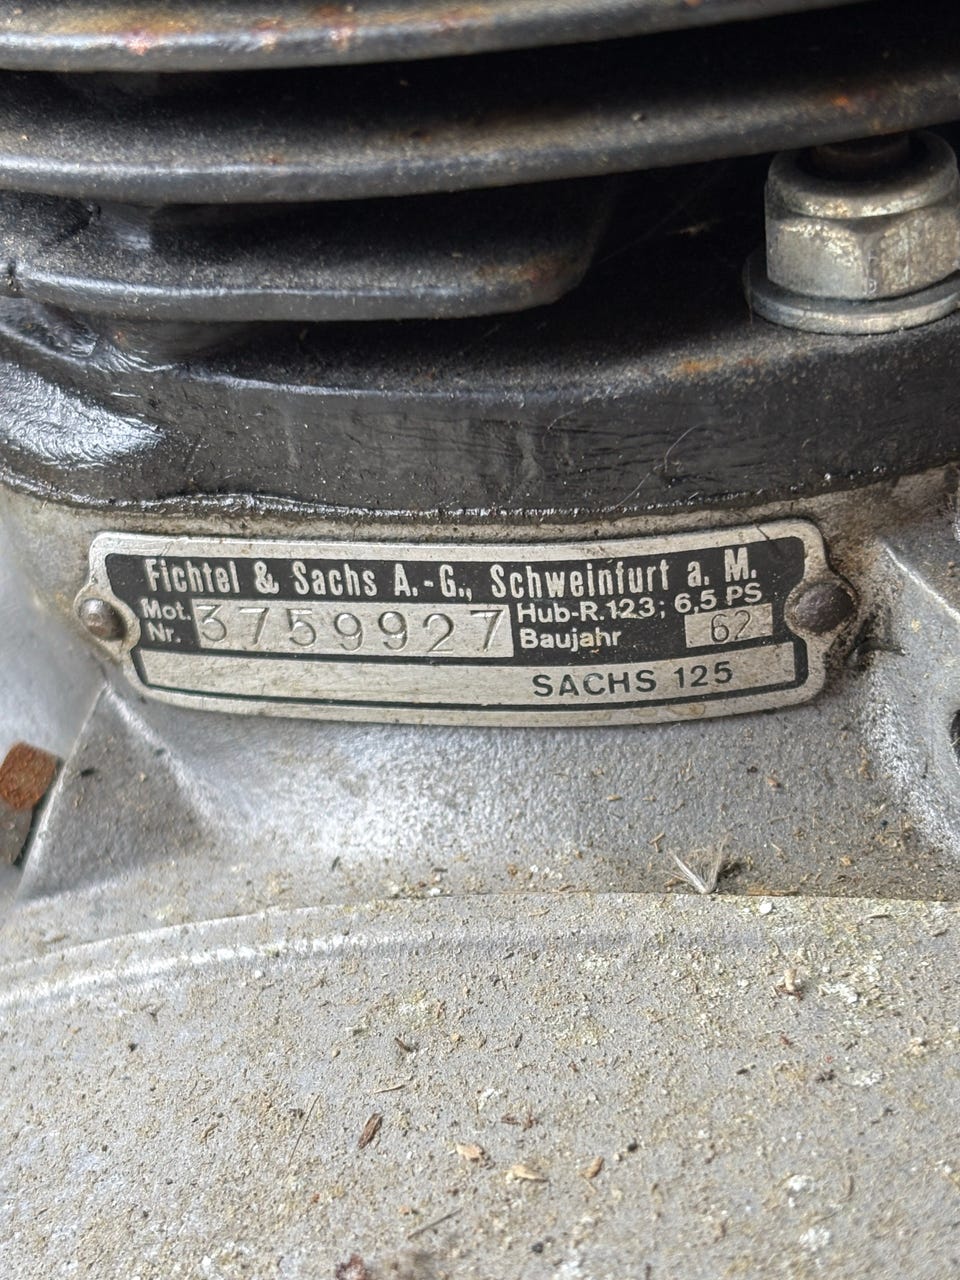 Fichtel & Sachs A.-G., Schweinfurt a. M.
Mot. Nr. 3759927 Hub-R.123; 6,5 PS
Baujahr 62
SACHS 125